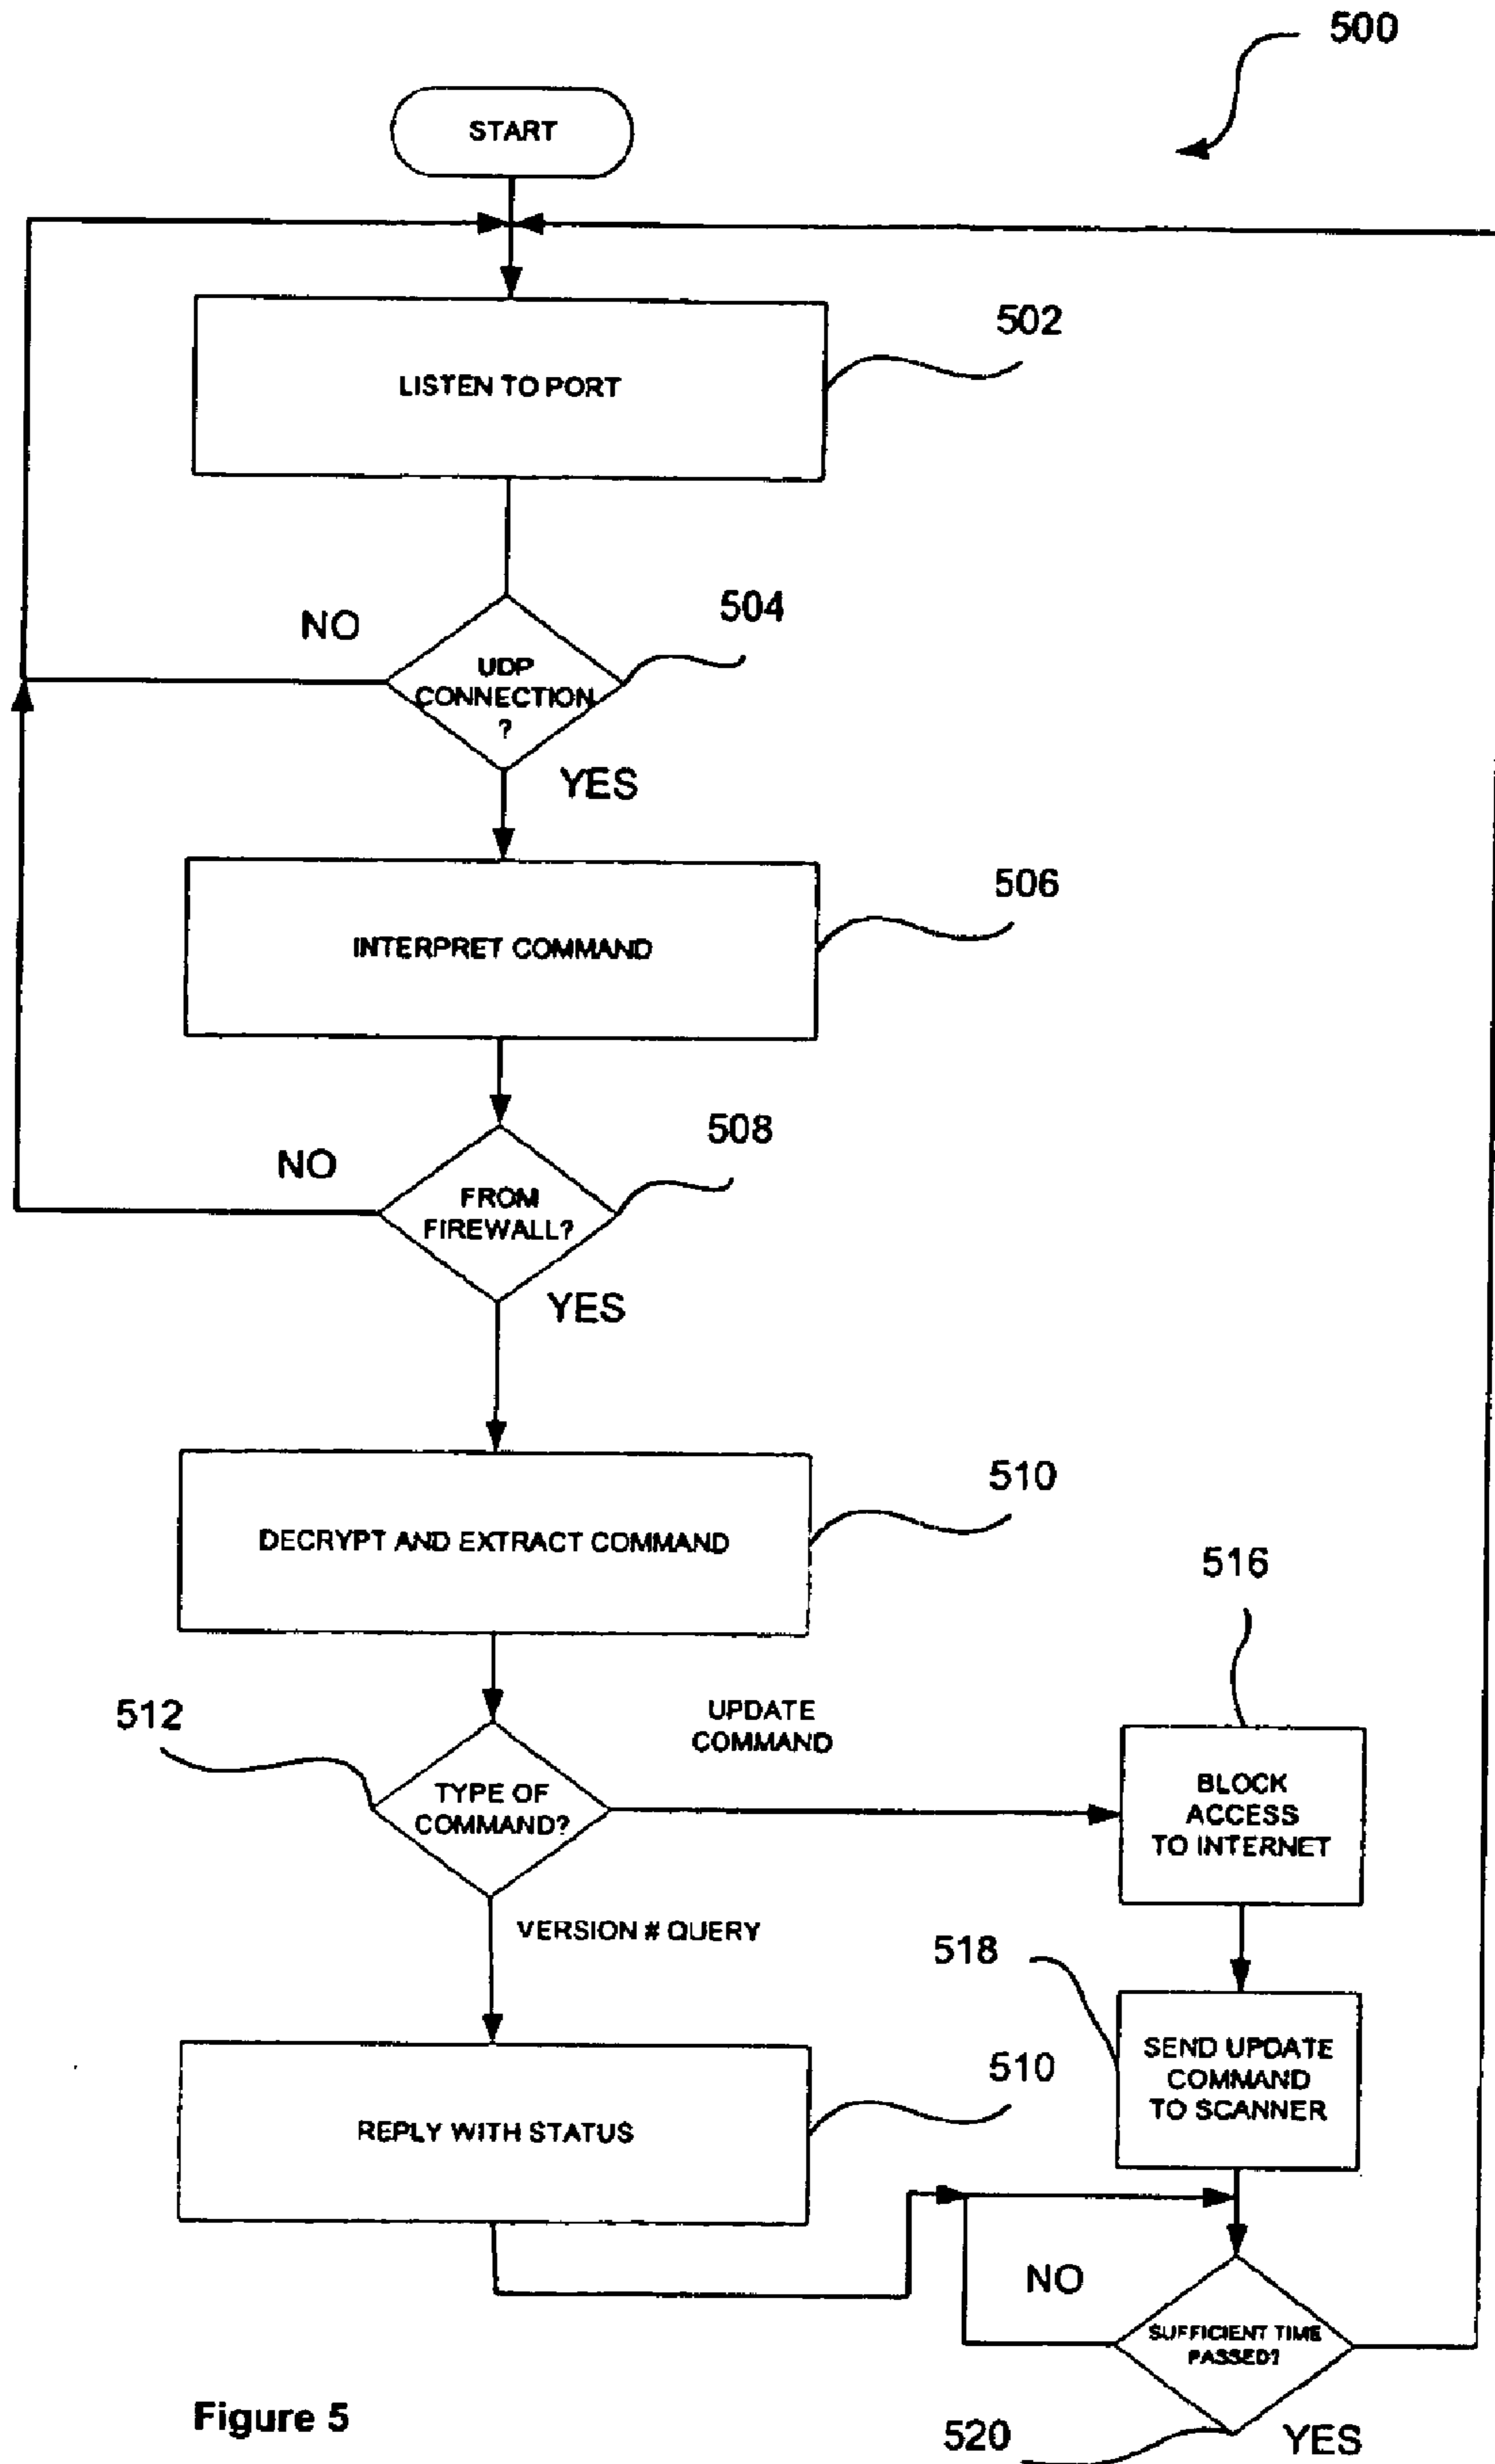 500
START
502
LISTEN TO PORT
504
NO
UDP
CONNECTION
?
YES
506
INTERPRET COMMAND
508
NO
FROM
FIREWALL?
YES
510
DECRYPT AND EXTRACT COMMAND
516
512
UPDATE
COMMAND
TYPE OF
COMMAND?
BLOCK
ACCESS
TO INTERNET
VERSION # QUERY
518
SEND UPDATE
COMMAND
TO SCANNER
510
REPLY WITH STATUS
NO
SUFFICIENT TIME
PASSED?
Figure 5
520
YES